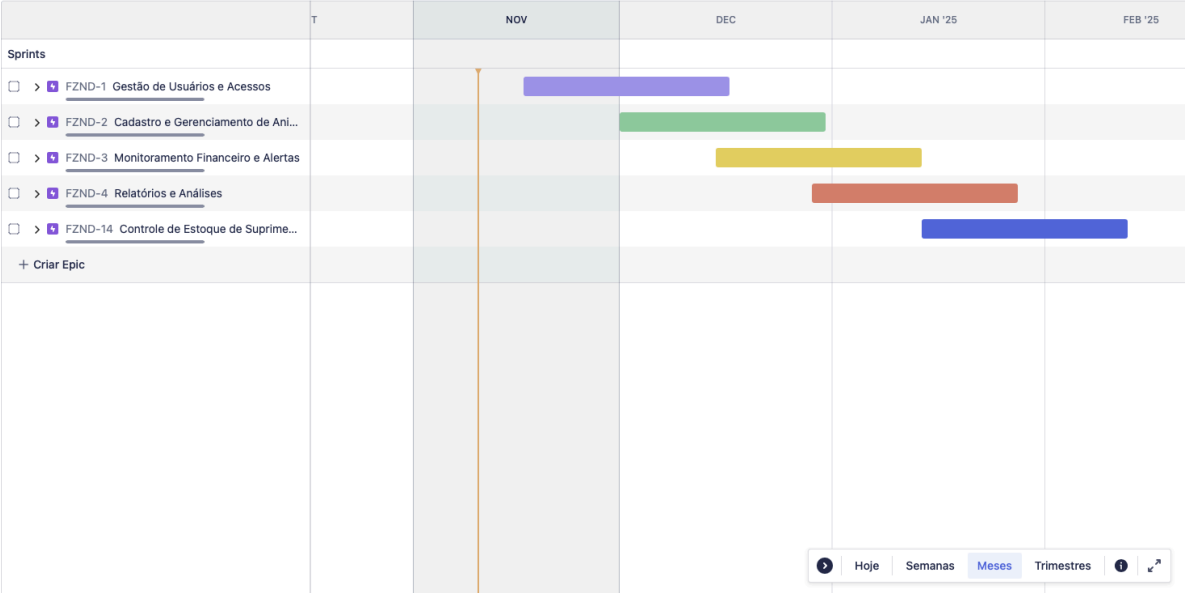 T NOV DEC JAN '25 FEB '25
Sprints
FZND-1 Gestão de Usuários e Acessos
FZND-2 Cadastro e Gerenciamento de Ani...
FZND-3 Monitoramento Financeiro e Alertas
FZND-4 Relatórios e Análises
FZND-14 Controle de Estoque de Suprime...
+ Criar Epic
Hoje Semanas Meses Trimestres